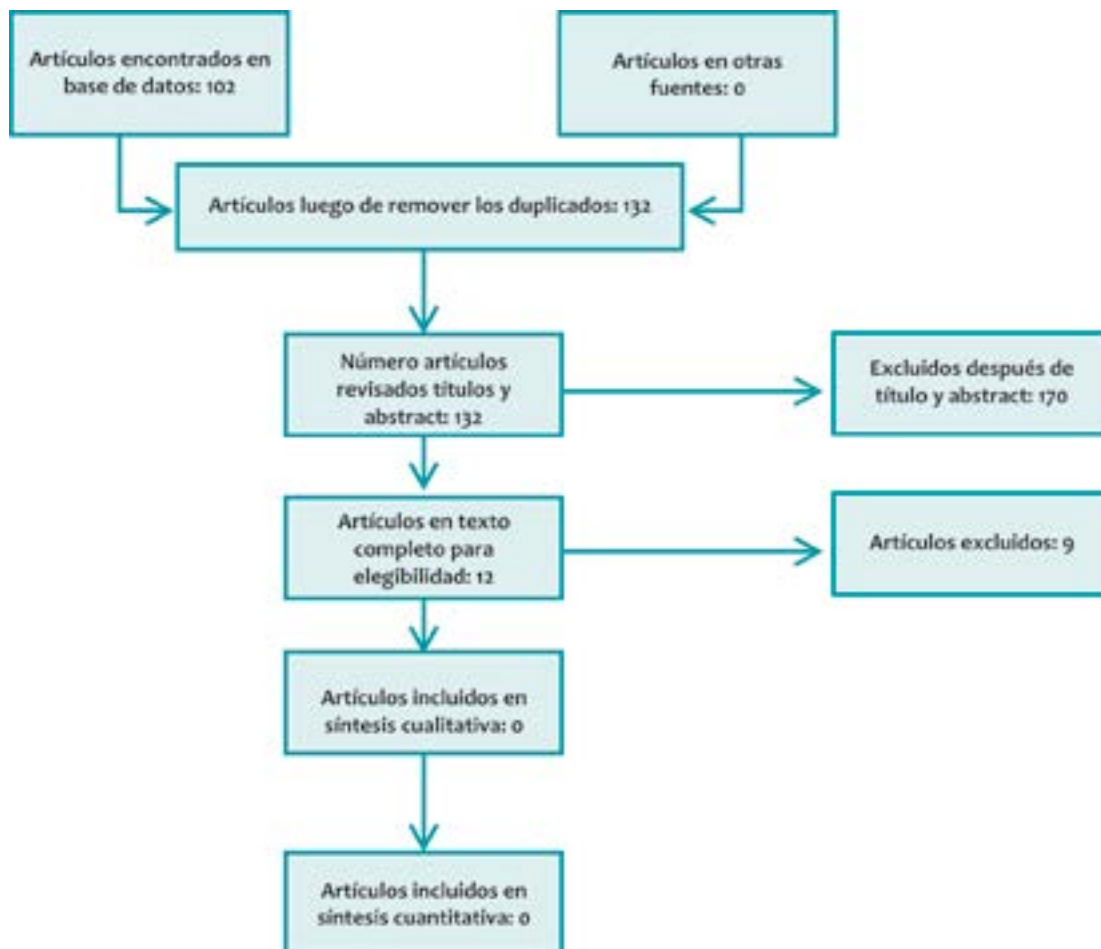 Artículos encontrados en
base de datos: 102
Artículos en otras
fuentes: 0
Artículos luego de remover los duplicados: 132
Número artículos
revisados títulos y
abstract: 132
Excluidos después de
título y abstract: 170
Artículos en texto
completo para
elegibilidad: 12
Artículos excluidos: 9
Artículos incluidos en
síntesis cualitativa: 0
Artículos incluidos en
síntesis cuantitativa: 0